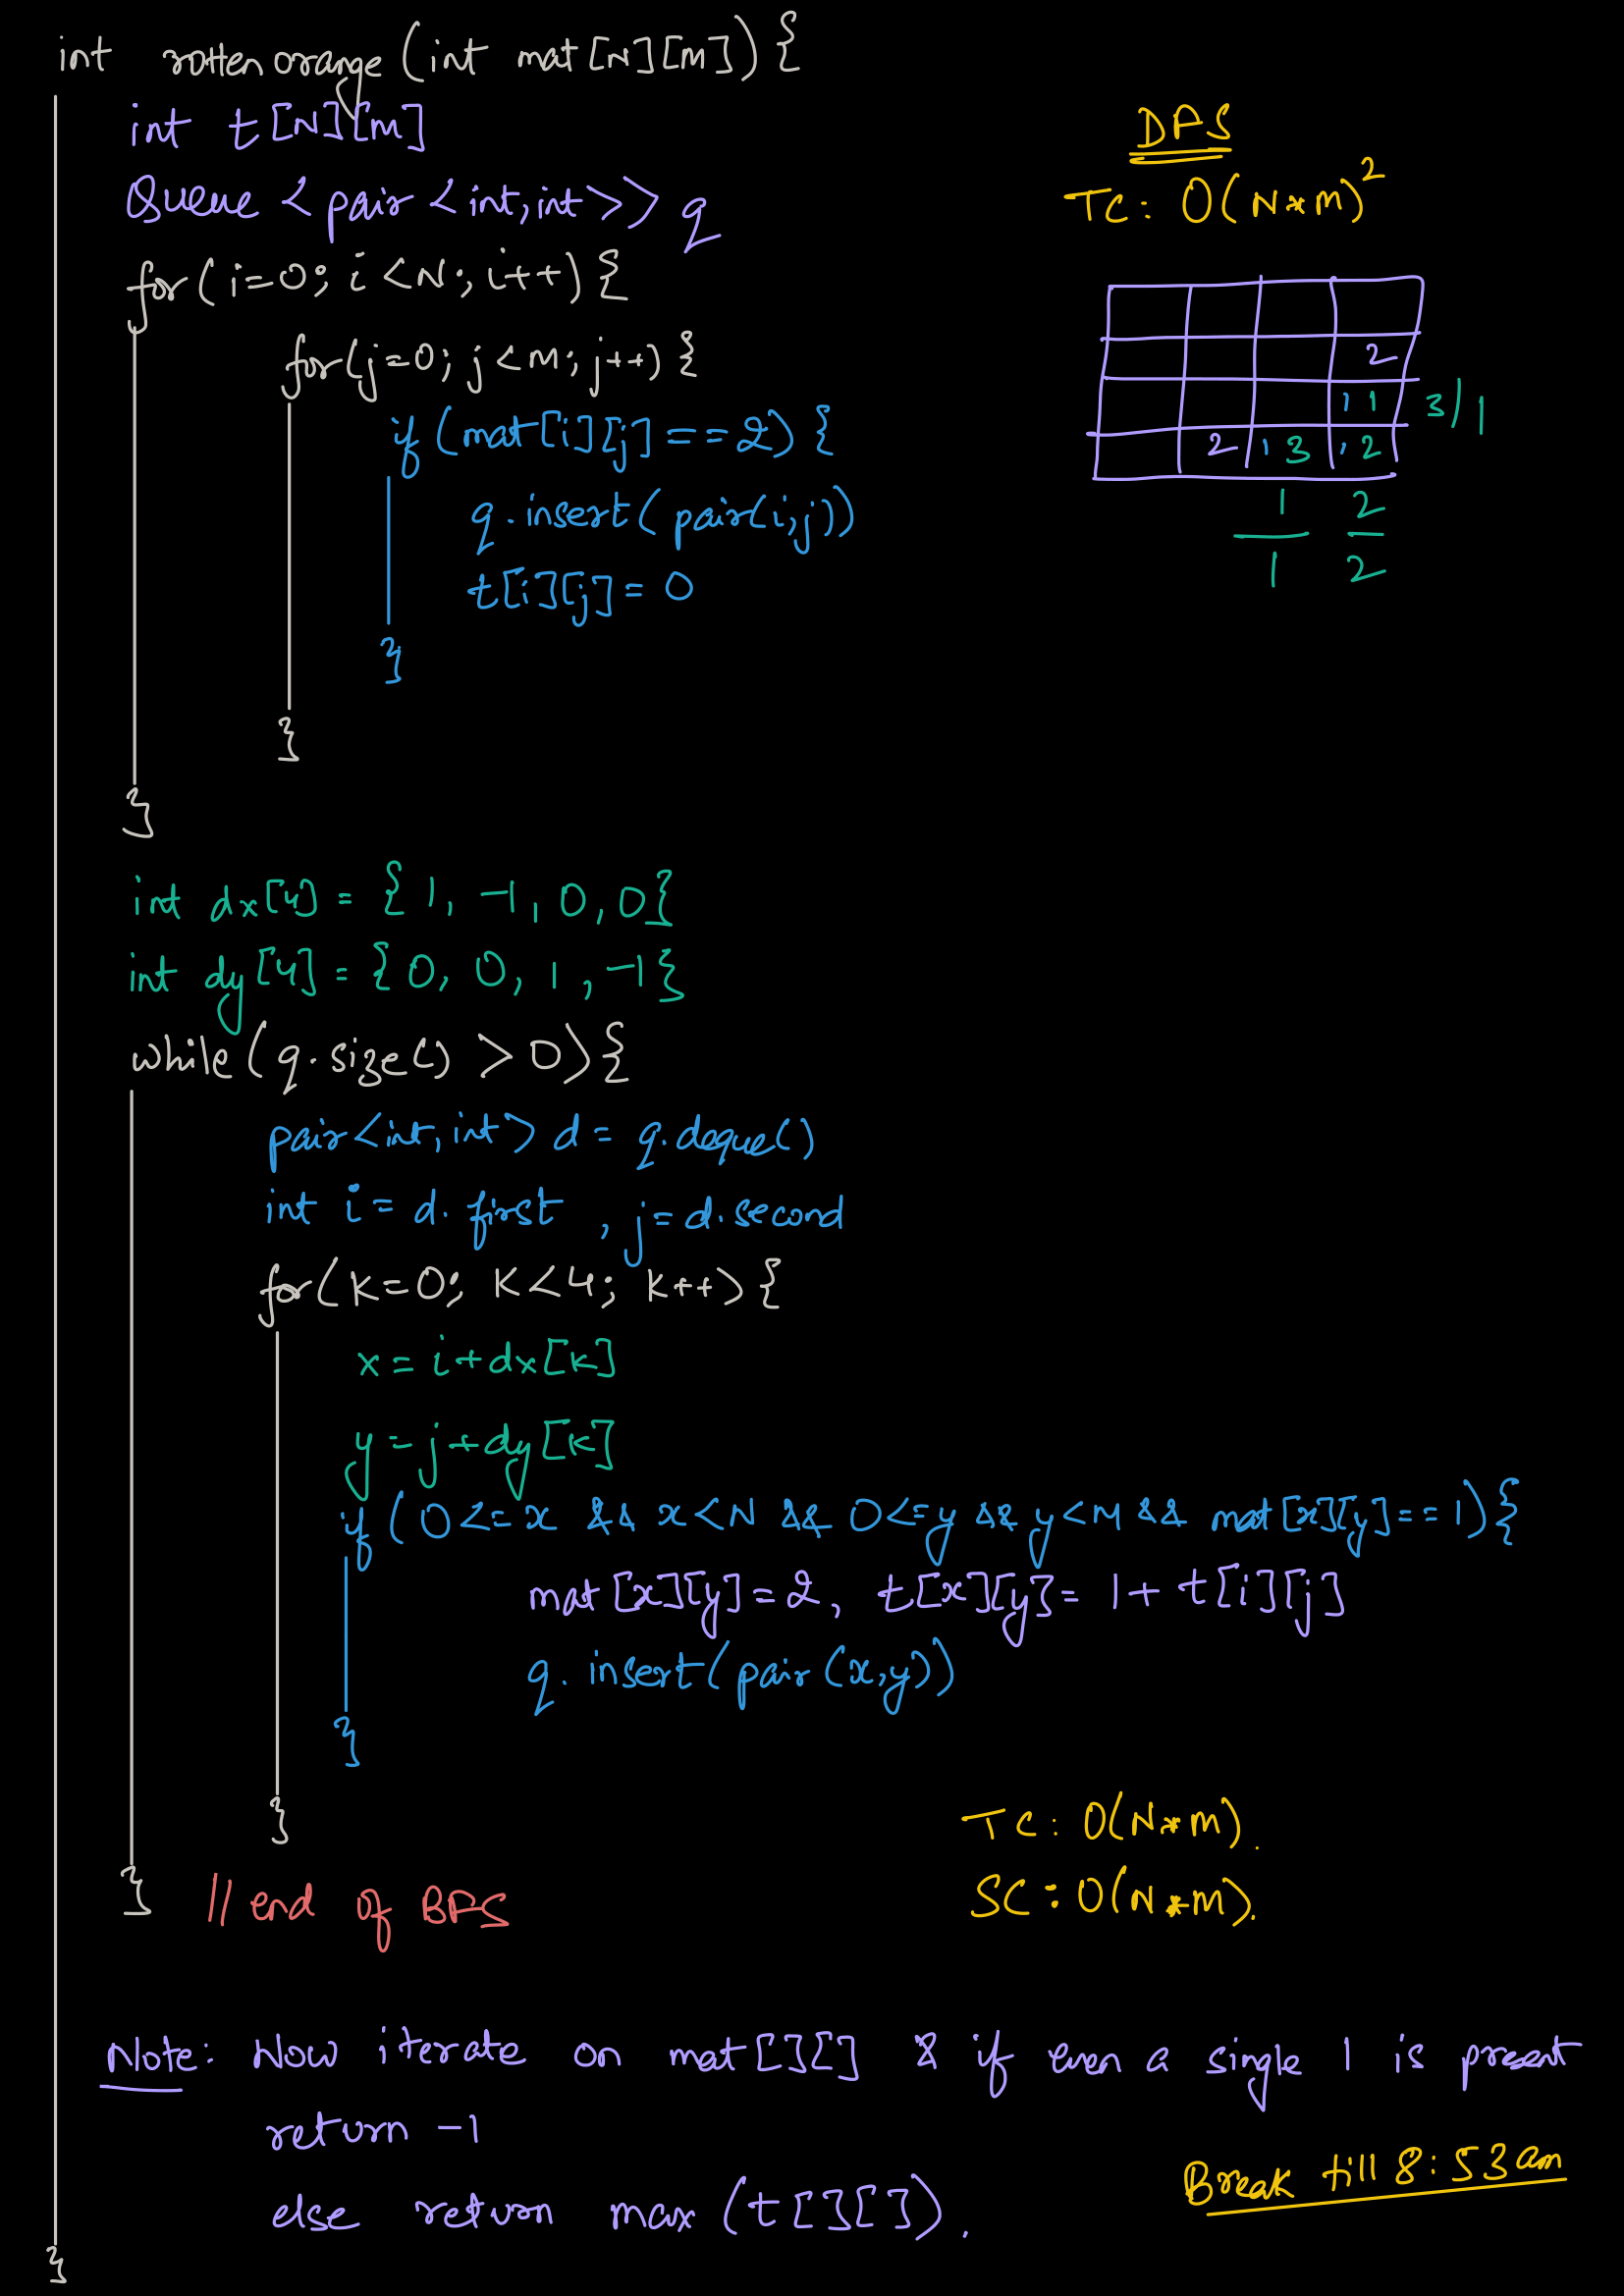 int rotten orange (int mat[N][M]) {
int t[N][M]
Queue <pair<int,int>> q
for(i=0; i<N; i++) {
for(j=0; j<M; j++) {
if (mat[i][j]==2) {
q.insert(pair(i,j))
t[i][j]=0
}
}
}
DFS
TC: O(N*M)²
2
1 1 3/1
2 1 3 1 2
1 2
1 2
int dx[4] = {1, -1, 0, 0}
int dy[4] = {0, 0, 1, -1}
while(q.size() > 0) {
pair<int,int> d = q.deque()
int i = d.first , j=d.second
for(k=0; k<4; k++) {
x = i+dx[k]
y = j+dy[k]
if (0<=x && x<N && 0<=y && y<M && mat[x][y]==1) {
mat[x][y]=2, t[x][y]= 1+ t[i][j]
q.insert(pair(x,y))
}
}
} // end of BFS
TC: O(N*M).
SC: O(N*M).
Note: Now iterate on mat[][] & if even a single 1 is present
return -1
else return max (t[][]).
Break till 8:53am
}